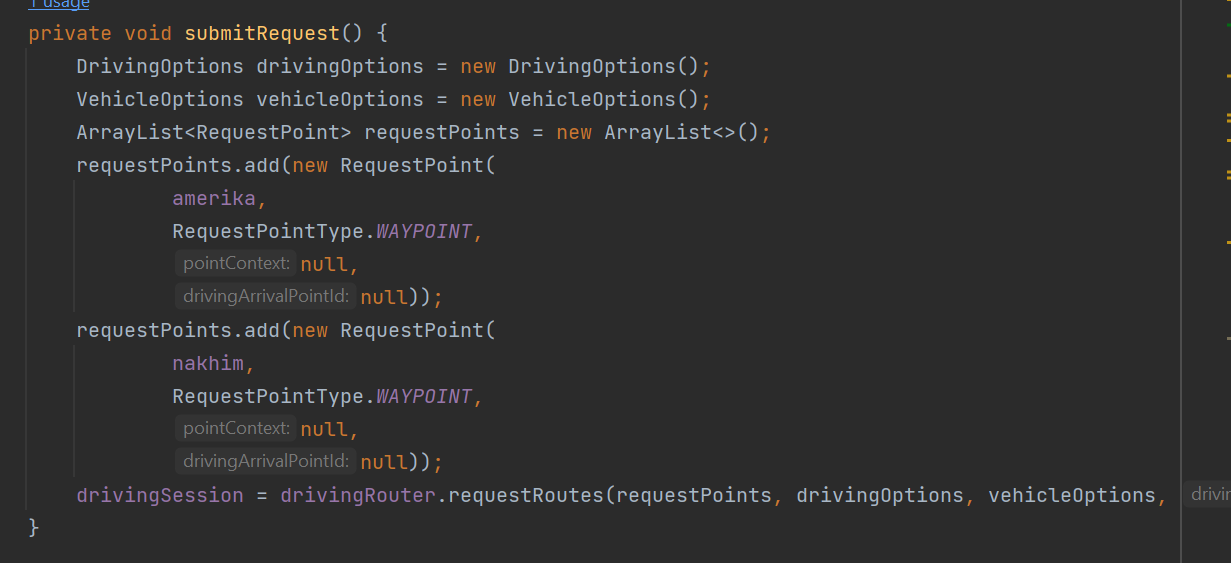 1 usage
private void submitRequest() {
DrivingOptions drivingOptions = new DrivingOptions();
VehicleOptions vehicleOptions = new VehicleOptions();
ArrayList<RequestPoint> requestPoints = new ArrayList<>();
requestPoints.add(new RequestPoint(
amerika,
RequestPointType.WAYPOINT,
pointContext: null,
drivingArrivalPointId: null));
requestPoints.add(new RequestPoint(
nakhim,
RequestPointType.WAYPOINT,
pointContext: null,
drivingArrivalPointId: null));
drivingSession = drivingRouter.requestRoutes(requestPoints, drivingOptions, vehicleOptions,
}